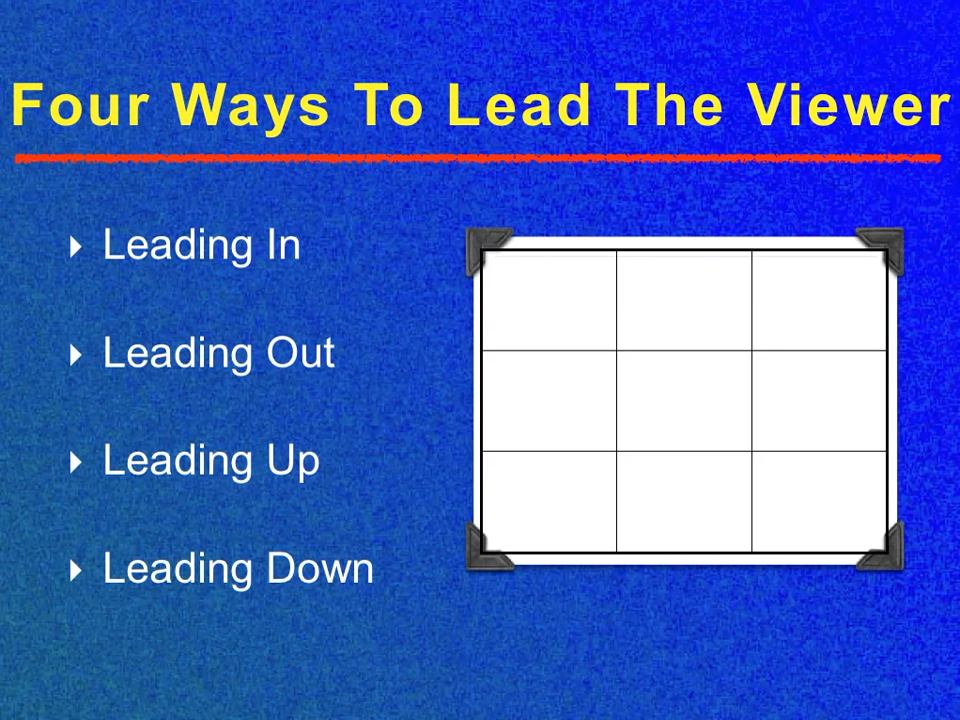 Four Ways To Lead The Viewer
Leading In
Leading Out
Leading Up
Leading Down